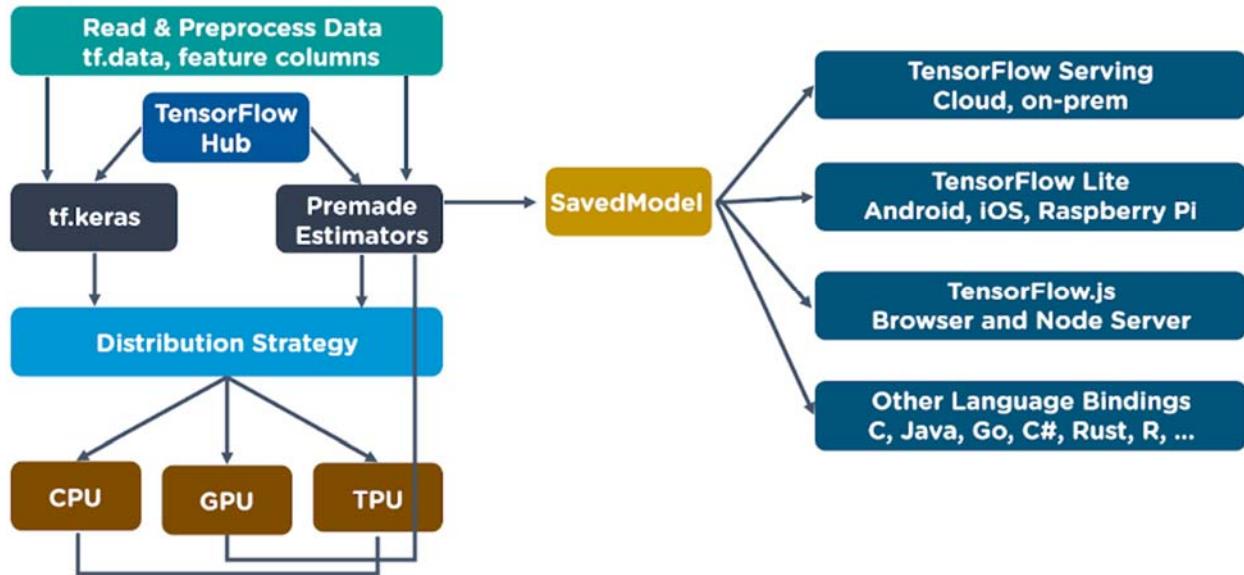 Read & Preprocess Data
tf.data, feature columns
TensorFlow
Hub
tf.keras
Premade
Estimators
Distribution Strategy
CPU
GPU
TPU
SavedModel
TensorFlow Serving
Cloud, on-prem
TensorFlow Lite
Android, iOS, Raspberry Pi
TensorFlow.js
Browser and Node Server
Other Language Bindings
C, Java, Go, C#, Rust, R, ...